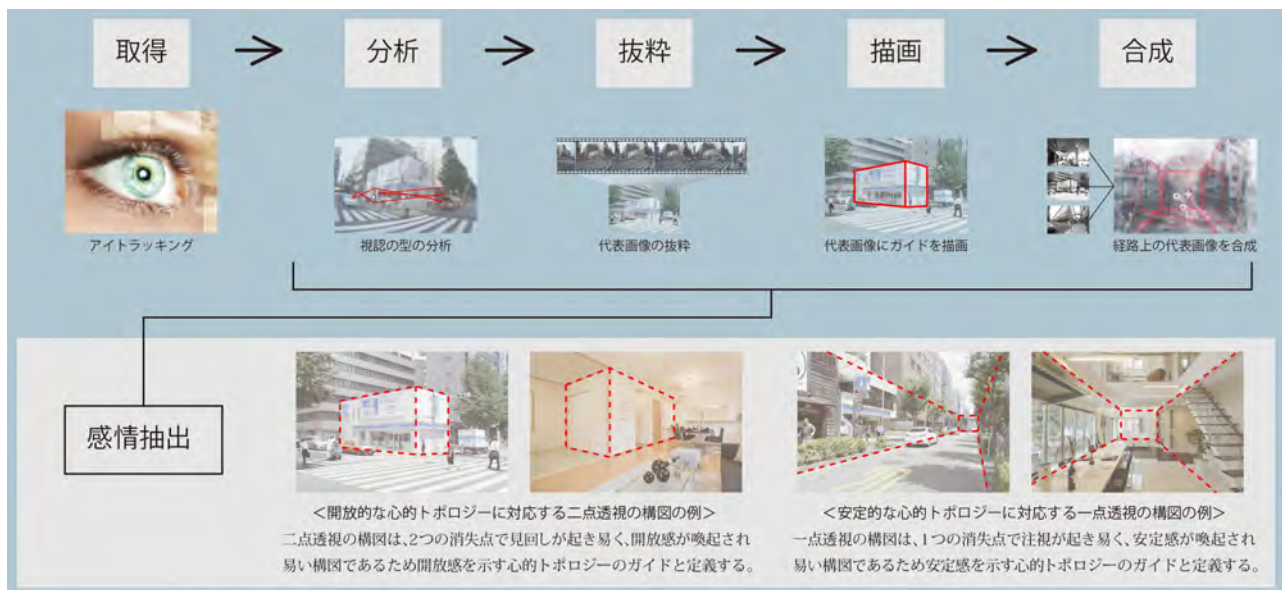 取得
分析
抜粋
描画
合成
アイトラッキング
視認の型の分析
代表画像の抜粋
代表画像にガイドを描画
経路上の代表画像を合成
感情抽出
＜開放的な心的トポロジーに対応する二点透視の構図の例＞
二点透視の構図は、2つの消失点で見回しが起き易く、開放感が喚起され
易い構図であるため開放感を示す心的トポロジーのガイドと定義する。
＜安定的な心的トポロジーに対応する一点透視の構図の例＞
一点透視の構図は、1つの消失点で注視が起き易く、安定感が喚起され
易い構図であるため安定感を示す心的トポロジーのガイドと定義する。